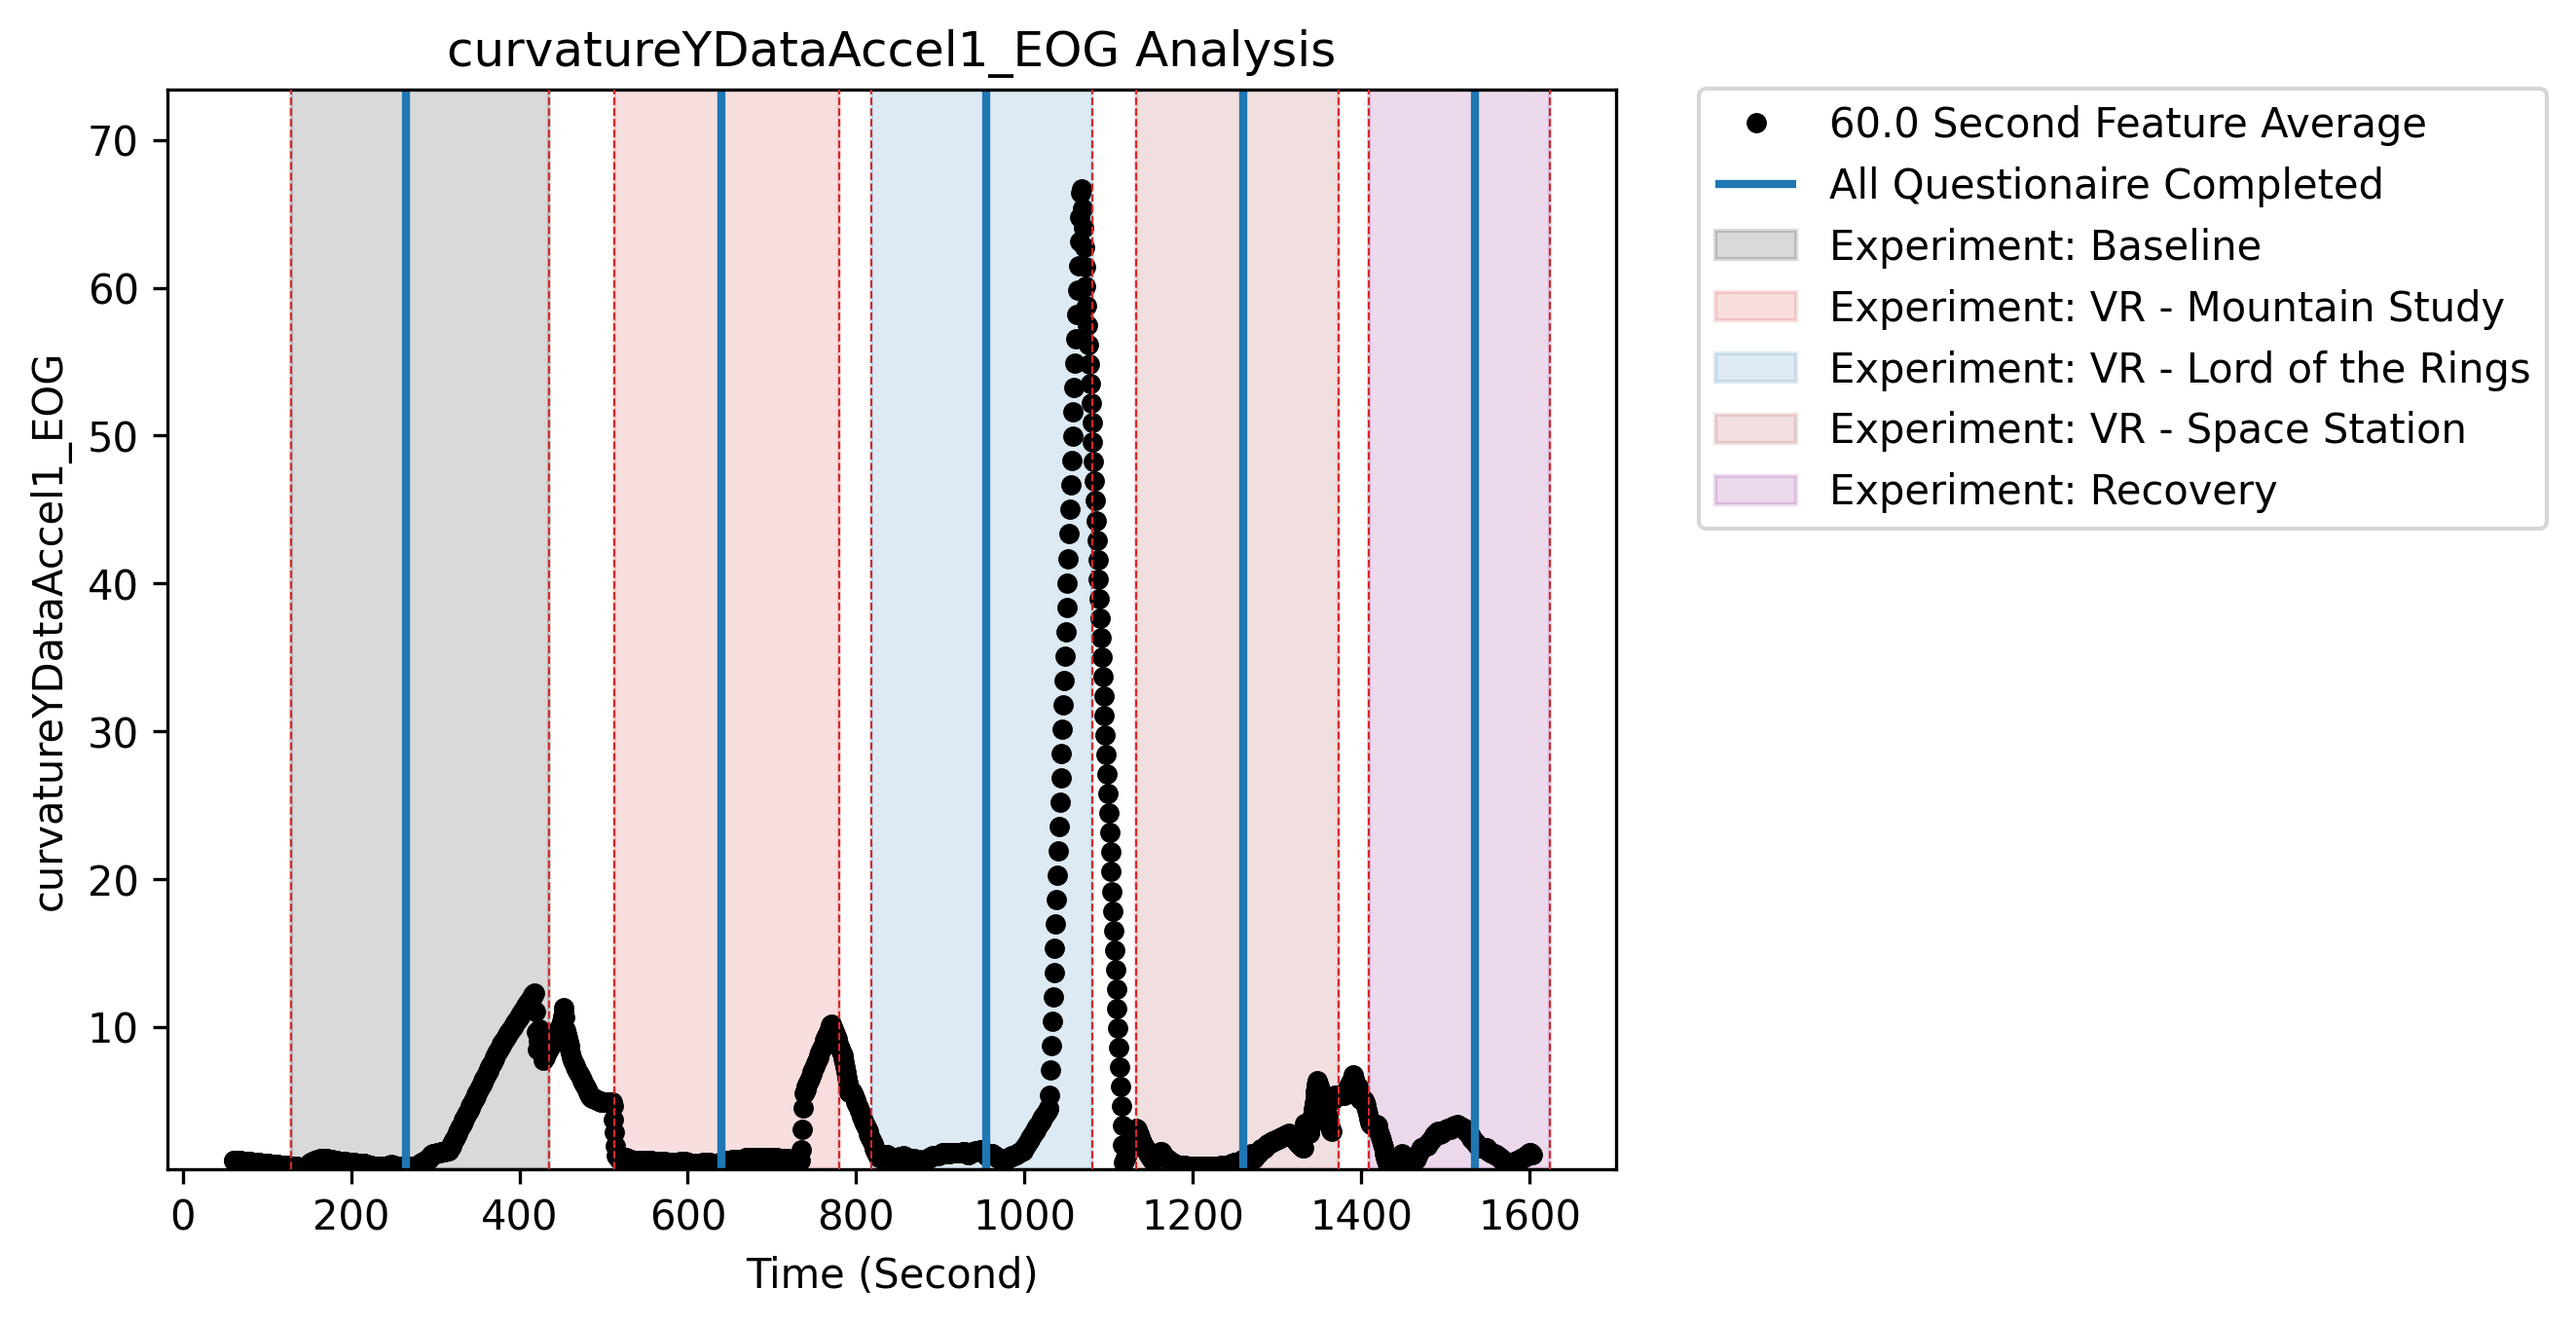 curvatureYDataAccel1_EOG Analysis
curvatureYDataAccel1_EOG
70
60
50
40
30
20
10
0 200 400 600 800 1000 1200 1400 1600
Time (Second)
60.0 Second Feature Average
All Questionaire Completed
Experiment: Baseline
Experiment: VR - Mountain Study
Experiment: VR - Lord of the Rings
Experiment: VR - Space Station
Experiment: Recovery